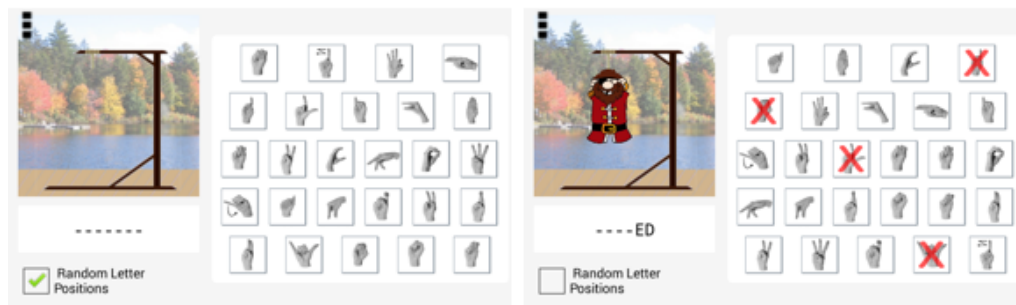 -------
Random Letter
Positions
----ED
Random Letter
Positions